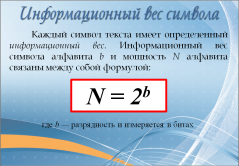 Информационный вес символа
Каждый символ текста имеет определенный
информационный вес. Информационный вес
символа алфавита b и мощность N алфавита
связаны между собой формулой:
N = 2ᵇ
где b — разрядность и измеряется в битах